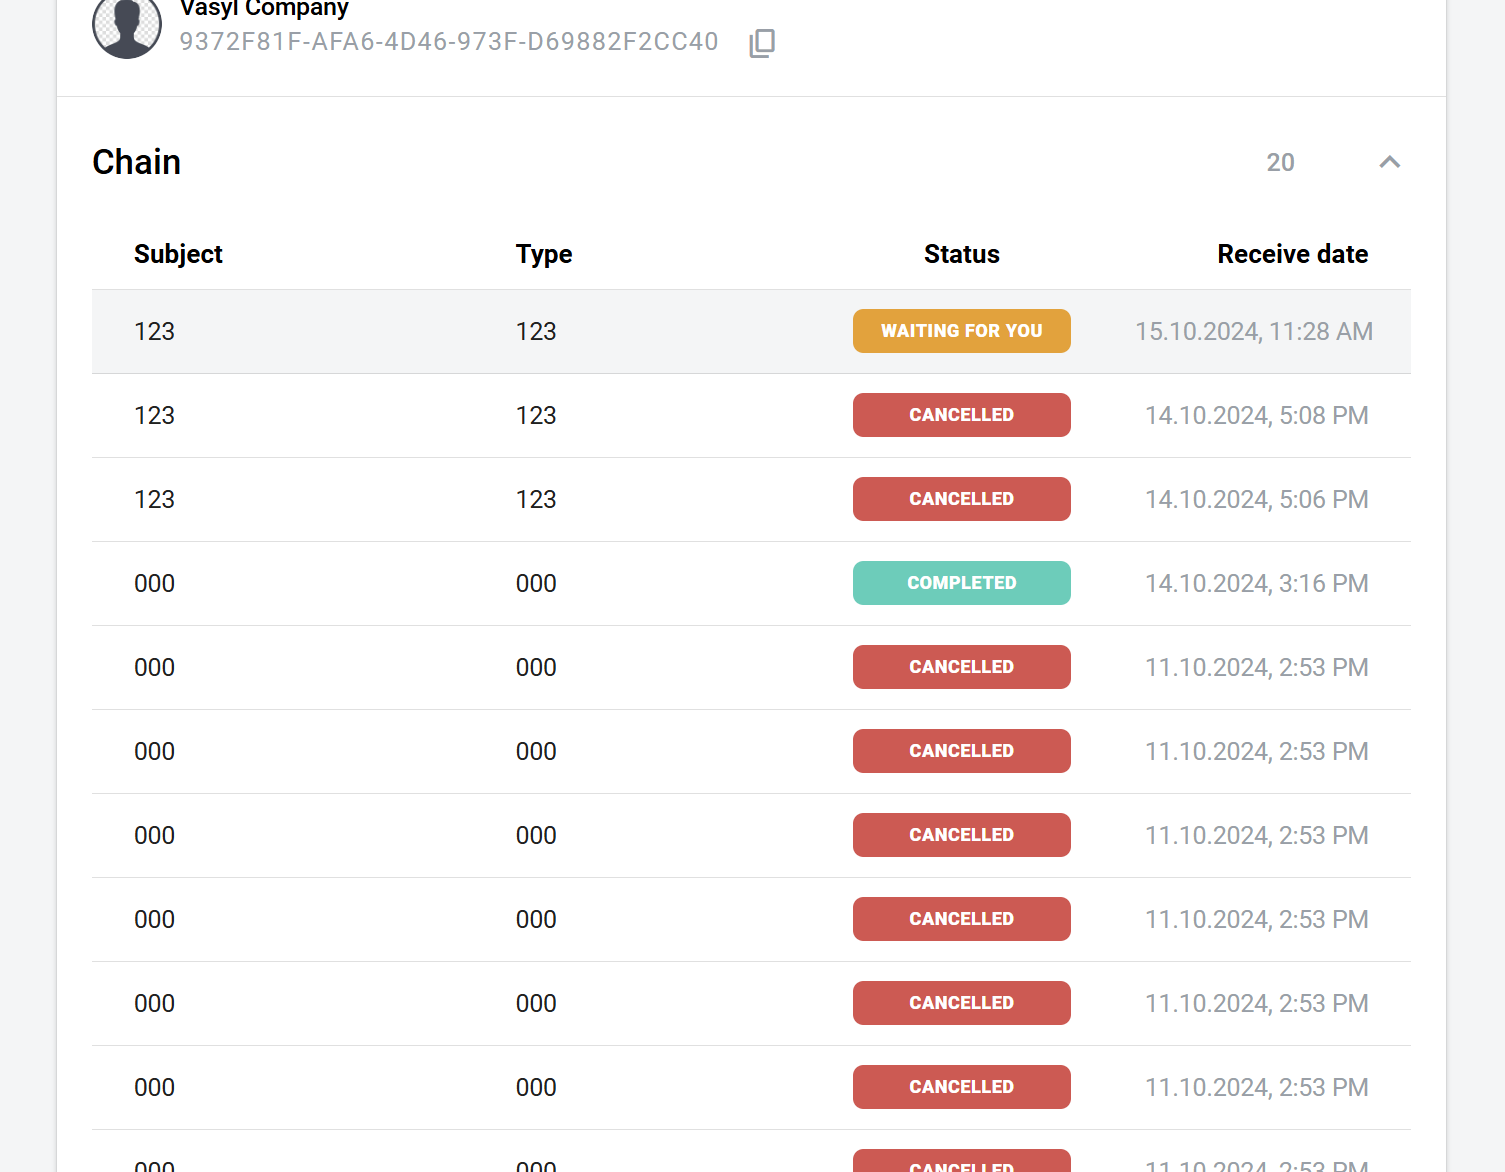 Vasyl Company
9372F81F-AFA6-4D46-973F-D69882F2CC40
Chain 20
Subject Type Status Receive date
123 123 WAITING FOR YOU 15.10.2024, 11:28 AM
123 123 CANCELLED 14.10.2024, 5:08 PM
123 123 CANCELLED 14.10.2024, 5:06 PM
000 000 COMPLETED 14.10.2024, 3:16 PM
000 000 CANCELLED 11.10.2024, 2:53 PM
000 000 CANCELLED 11.10.2024, 2:53 PM
000 000 CANCELLED 11.10.2024, 2:53 PM
000 000 CANCELLED 11.10.2024, 2:53 PM
000 000 CANCELLED 11.10.2024, 2:53 PM
000 000 CANCELLED 11.10.2024, 2:53 PM
000 000 CANCELLED 11.10.2024, 2:53 PM